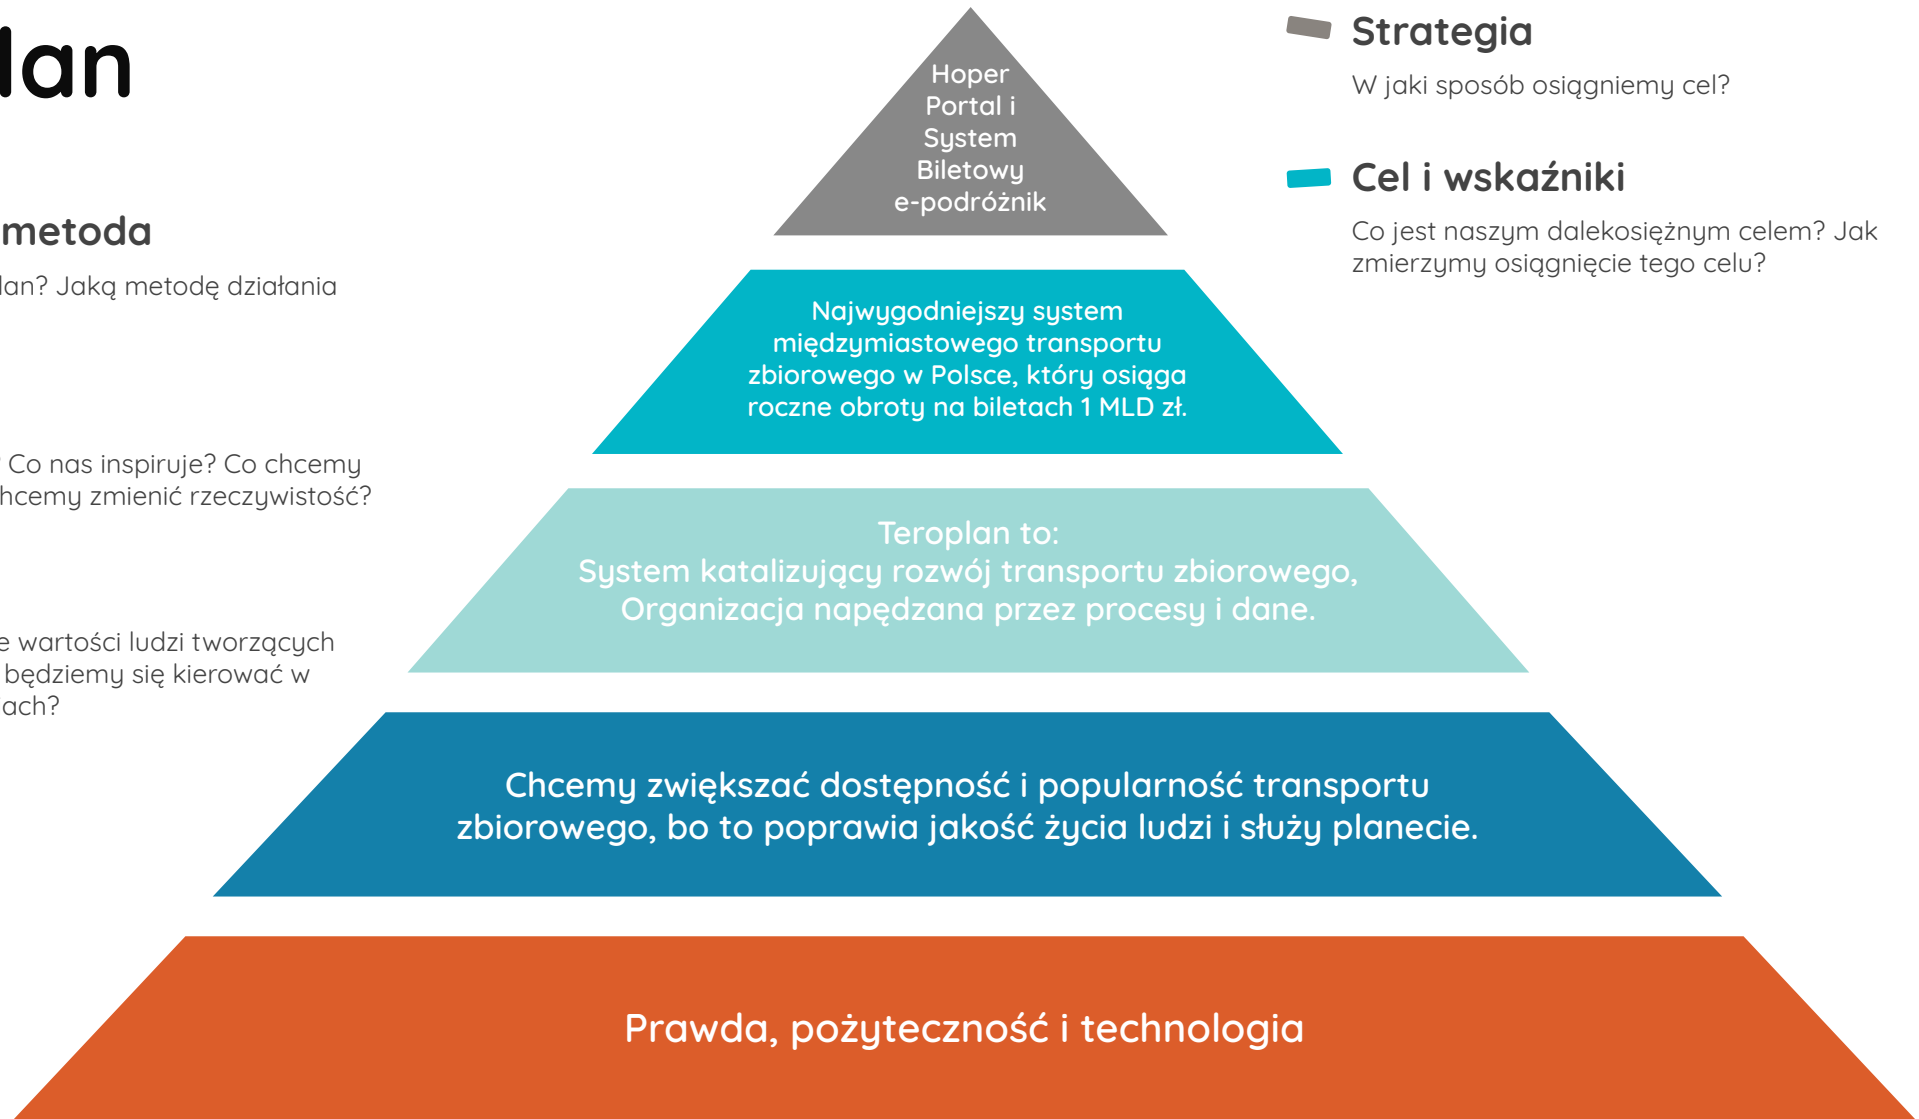 lan
metoda
lan? Jaką metodę działania
? Co nas inspiruje? Co chcemy
hcemy zmienić rzeczywistość?
e wartości ludzi tworzących
będziemy się kierować w
ach?
Hoper
Portal i
System
Biletowy
e-podróżnik
Najwygodniejszy system
międzymiastowego transportu
zbiorowego w Polsce, który osiąga
roczne obroty na biletach 1 MLD zł.
Teroplan to:
System katalizujący rozwój transportu zbiorowego,
Organizacja napędzana przez procesy i dane.
Chcemy zwiększać dostępność i popularność transportu
zbiorowego, bo to poprawia jakość życia ludzi i służy planecie.
Prawda, pożyteczność i technologia
Strategia
W jaki sposób osiągniemy cel?
Cel i wskaźniki
Co jest naszym dalekosiężnym celem? Jak
zmierzymy osiągnięcie tego celu?